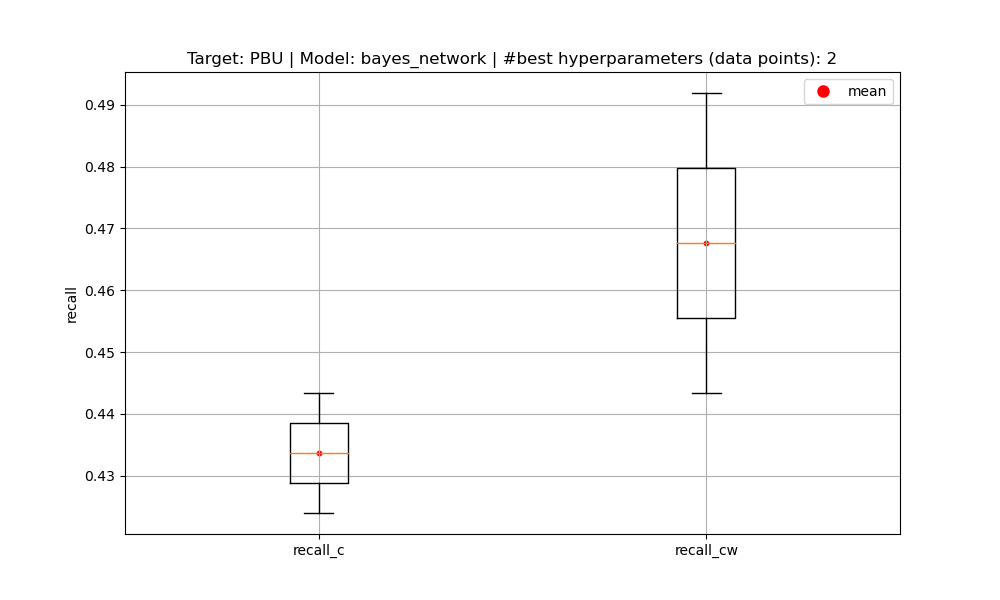 Target: PBU | Model: bayes_network | #best hyperparameters (data points): 2
mean
0.49
0.48
0.47
0.46
0.45
0.44
0.43
recall
recall_c
recall_cw